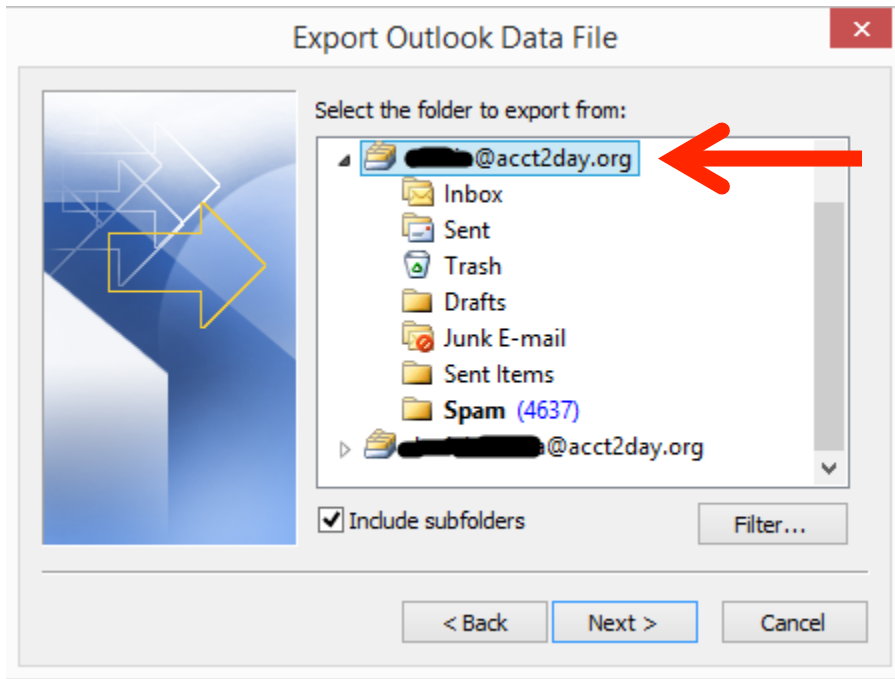 Export Outlook Data File
Select the folder to export from:
@acct2day.org
Inbox
Sent
Trash
Drafts
Junk E-mail
Sent Items
Spam (4637)
@acct2day.org
Include subfolders
Filter...
< Back
Next >
Cancel